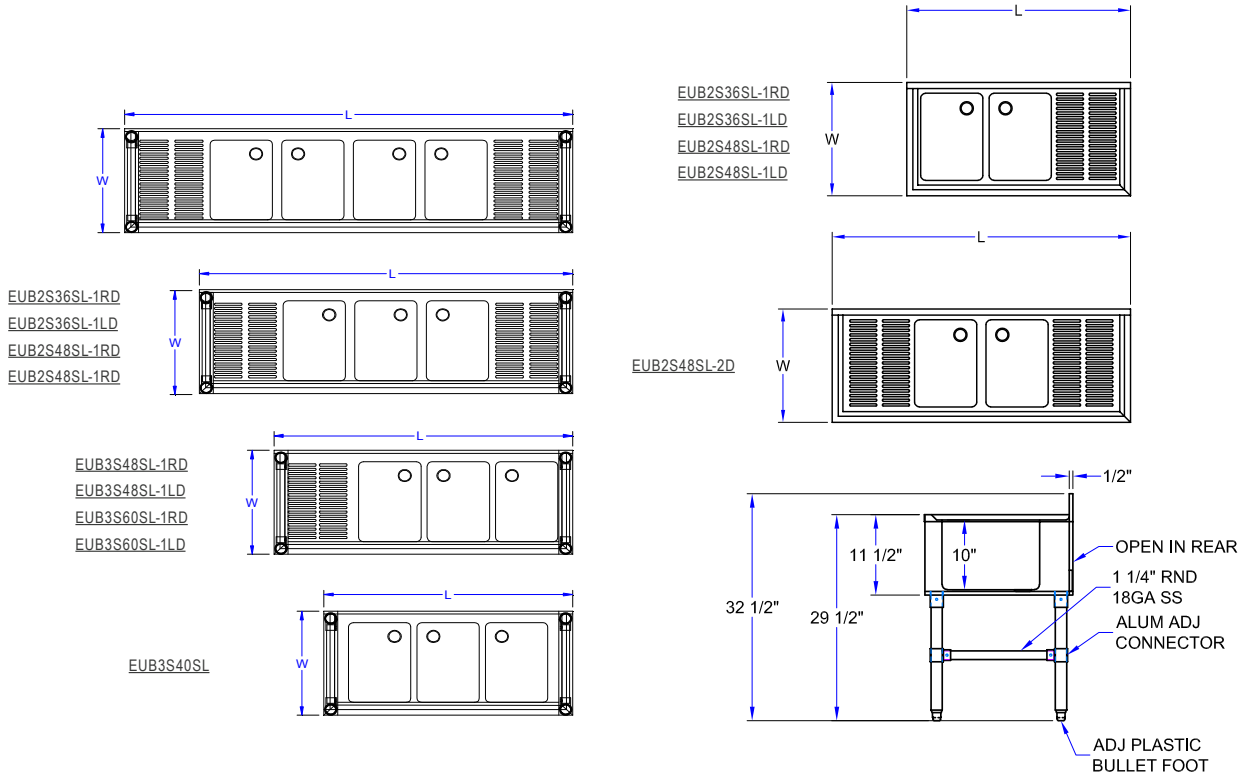 L
W
L
EUB2S36SL-1RD
EUB2S36SL-1LD
EUB2S48SL-1RD
EUB2S48SL-1RD
W
L
EUB3S48SL-1RD
EUB3S48SL-1LD
EUB3S60SL-1RD
EUB3S60SL-1LD
W
L
EUB3S40SL
W
L
EUB2S36SL-1RD
EUB2S36SL-1LD
EUB2S48SL-1RD
EUB2S48SL-1LD
W
L
EUB2S48SL-2D
W
1/2"
11 1/2"
10"
32 1/2"
29 1/2"
OPEN IN REAR
1 1/4" RND
18GA SS
ALUM ADJ
CONNECTOR
ADJ PLASTIC
BULLET FOOT